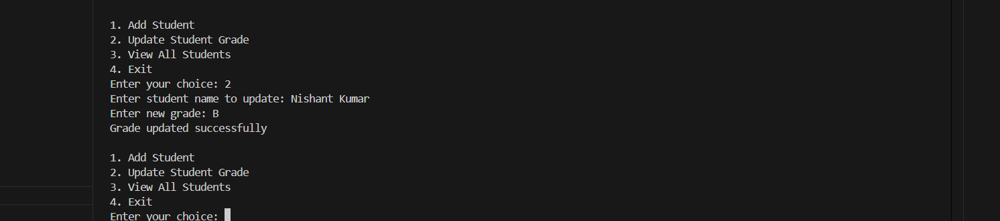 1. Add Student
2. Update Student Grade
3. View All Students
4. Exit
Enter your choice: 2
Enter student name to update: Nishant Kumar
Enter new grade: B
Grade updated successfully
1. Add Student
2. Update Student Grade
3. View All Students
4. Exit
Enter your choice: